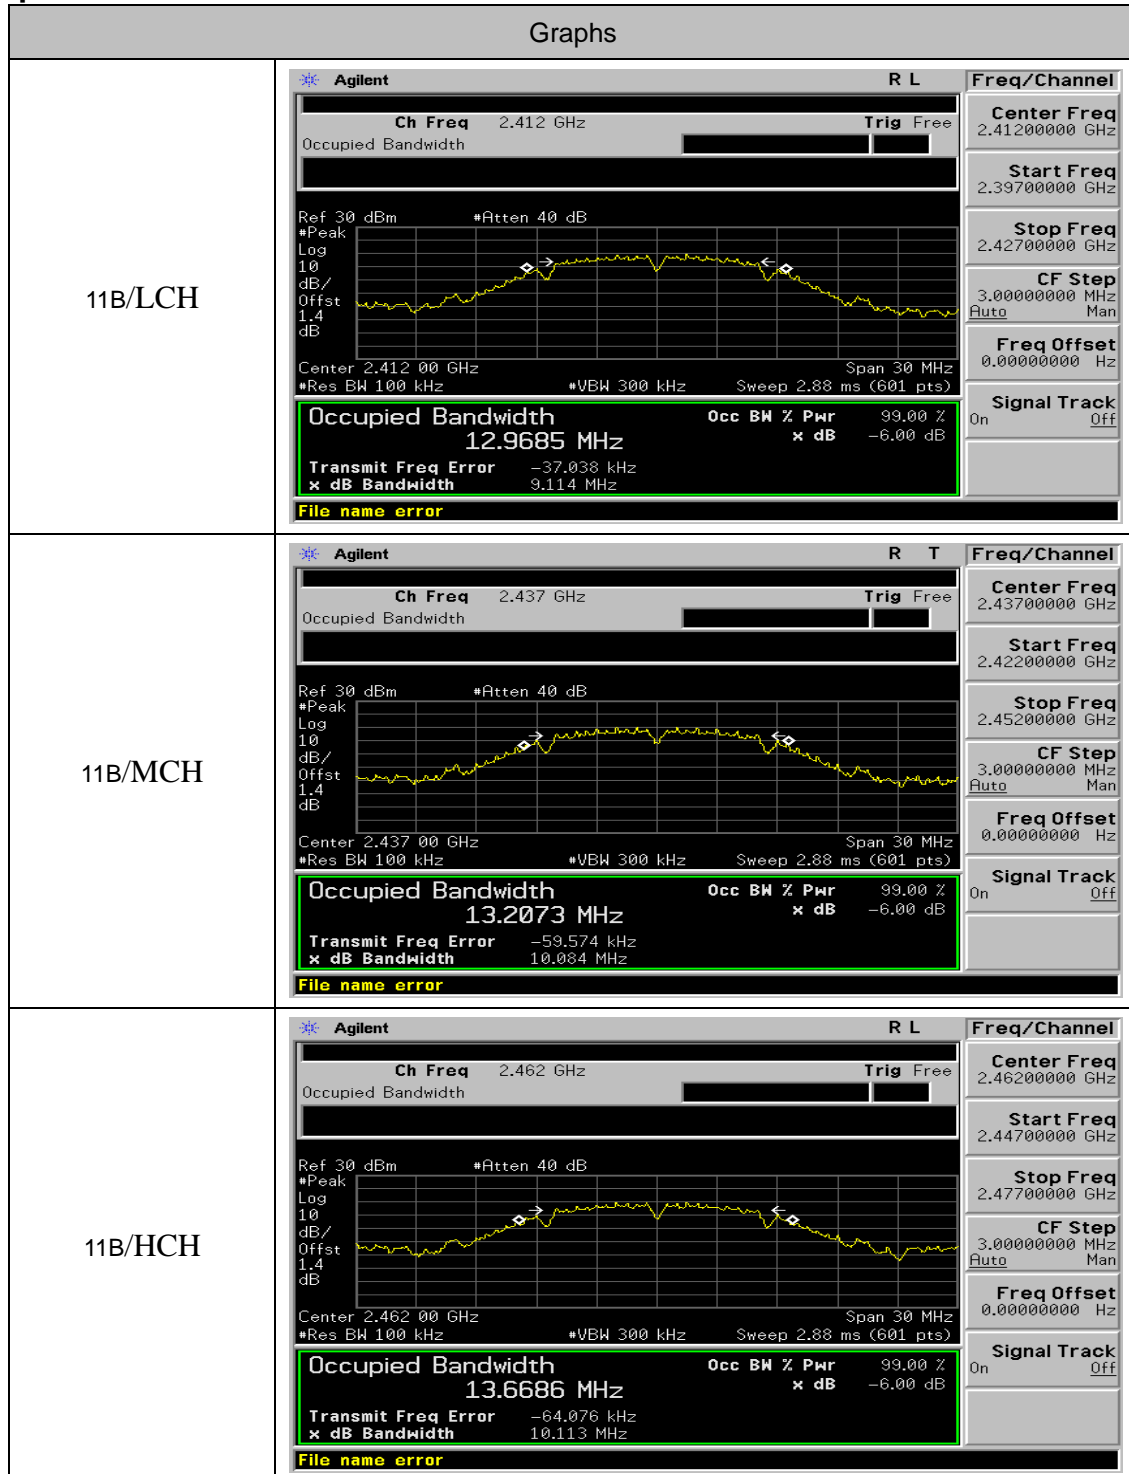 Graphs
11B/LCH
Agilent R L Freq/Channel
Ch Freq 2.412 GHz Trig Free
Occupied Bandwidth
Center Freq
2.41200000 GHz
Start Freq
2.39700000 GHz
Stop Freq
2.42700000 GHz
CF Step
3.00000000 MHz
Auto Man
Freq Offset
0.00000000 Hz
Signal Track
On Off
Ref 30 dBm #Atten 40 dB
#Peak
Log
10
dB/
Offst
1.4
dB
Center 2.412 00 GHz Span 30 MHz
#Res BW 100 kHz #VBW 300 kHz Sweep 2.88 ms (601 pts)
Occupied Bandwidth Occ BW % Pwr 99.00 %
12.9685 MHz x dB -6.00 dB
Transmit Freq Error -37.038 kHz
x dB Bandwidth 9.114 MHz
File name error
11B/MCH
Agilent R T Freq/Channel
Ch Freq 2.437 GHz Trig Free
Occupied Bandwidth
Center Freq
2.43700000 GHz
Start Freq
2.42200000 GHz
Stop Freq
2.45200000 GHz
CF Step
3.00000000 MHz
Auto Man
Freq Offset
0.00000000 Hz
Signal Track
On Off
Ref 30 dBm #Atten 40 dB
#Peak
Log
10
dB/
Offst
1.4
dB
Center 2.437 00 GHz Span 30 MHz
#Res BW 100 kHz #VBW 300 kHz Sweep 2.88 ms (601 pts)
Occupied Bandwidth Occ BW % Pwr 99.00 %
13.2073 MHz x dB -6.00 dB
Transmit Freq Error -59.574 kHz
x dB Bandwidth 10.084 MHz
File name error
11B/HCH
Agilent R L Freq/Channel
Ch Freq 2.462 GHz Trig Free
Occupied Bandwidth
Center Freq
2.46200000 GHz
Start Freq
2.44700000 GHz
Stop Freq
2.47700000 GHz
CF Step
3.00000000 MHz
Auto Man
Freq Offset
0.00000000 Hz
Signal Track
On Off
Ref 30 dBm #Atten 40 dB
#Peak
Log
10
dB/
Offst
1.4
dB
Center 2.462 00 GHz Span 30 MHz
#Res BW 100 kHz #VBW 300 kHz Sweep 2.88 ms (601 pts)
Occupied Bandwidth Occ BW % Pwr 99.00 %
13.6686 MHz x dB -6.00 dB
Transmit Freq Error -64.076 kHz
x dB Bandwidth 10.113 MHz
File name error